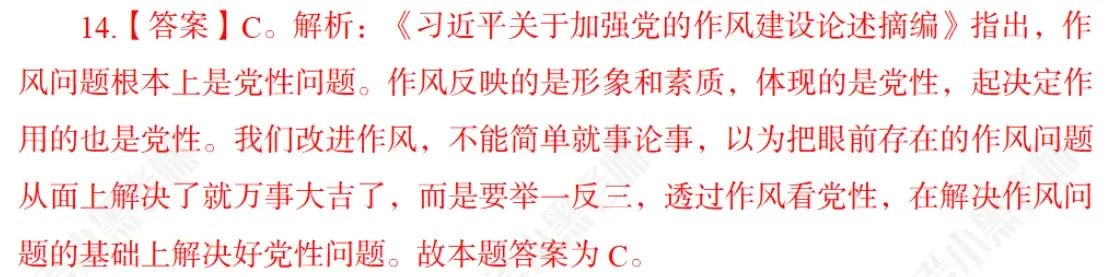 14.【答案】C。解析：《习近平关于加强党的作风建设论述摘编》指出，作
风问题根本上是党性问题。作风反映的是形象和素质，体现的是党性，起决定作
用的也是党性。我们改进作风，不能简单就事论事，以为把眼前存在的作风问题
从面上解决了就万事大吉了，而是要举一反三，透过作风看党性，在解决作风问
题的基础上解决好党性问题。故本题答案为 C。